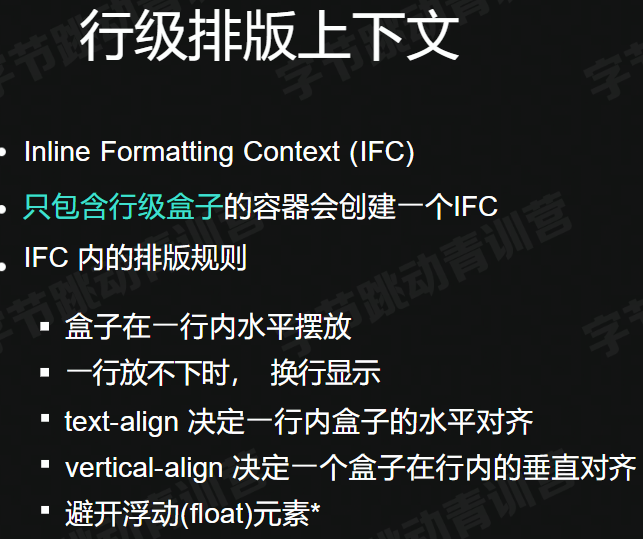 行级排版上下文
Inline Formatting Context (IFC)
只包含行级盒子的容器会创建一个IFC
IFC 内的排版规则
盒子在一行内水平摆放
一行放不下时， 换行显示
text-align 决定一行内盒子的水平对齐
vertical-align 决定一个盒子在行内的垂直对齐
避开浮动(float)元素*
字节跳动青训营